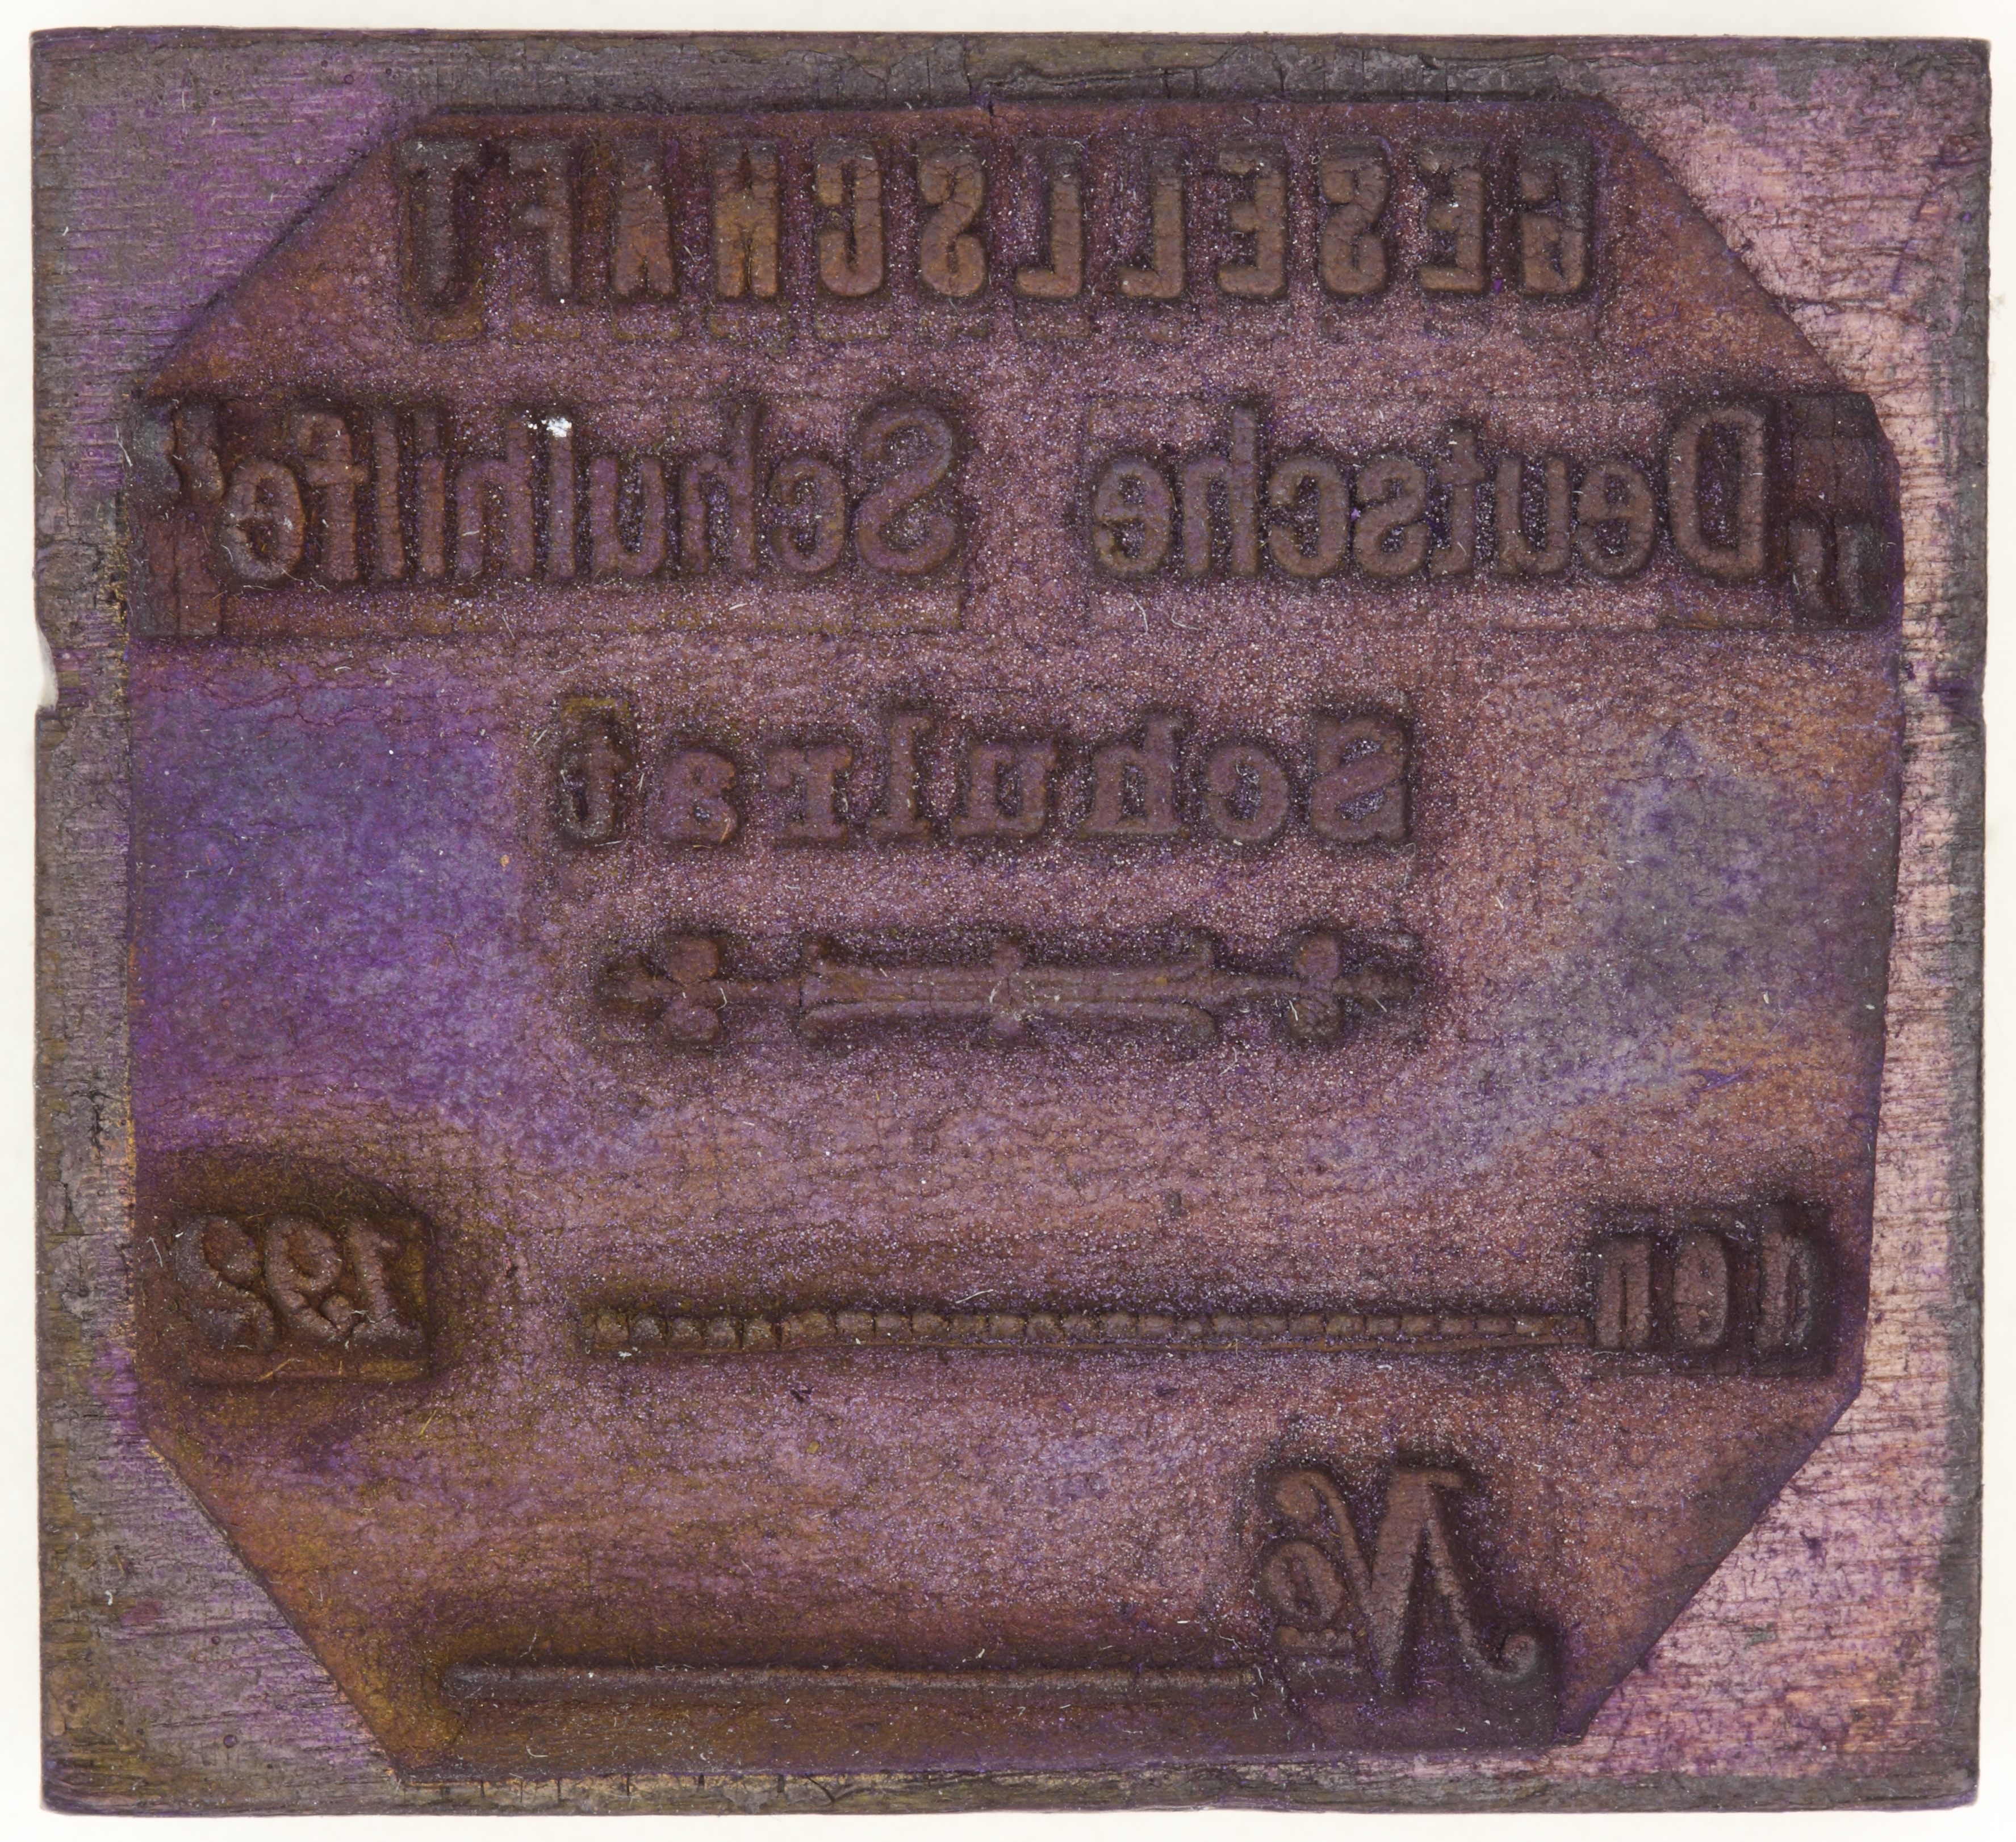 GESELLSCHAFT
„Deutsche Schulhilfe“
Schulrat
den 192
№